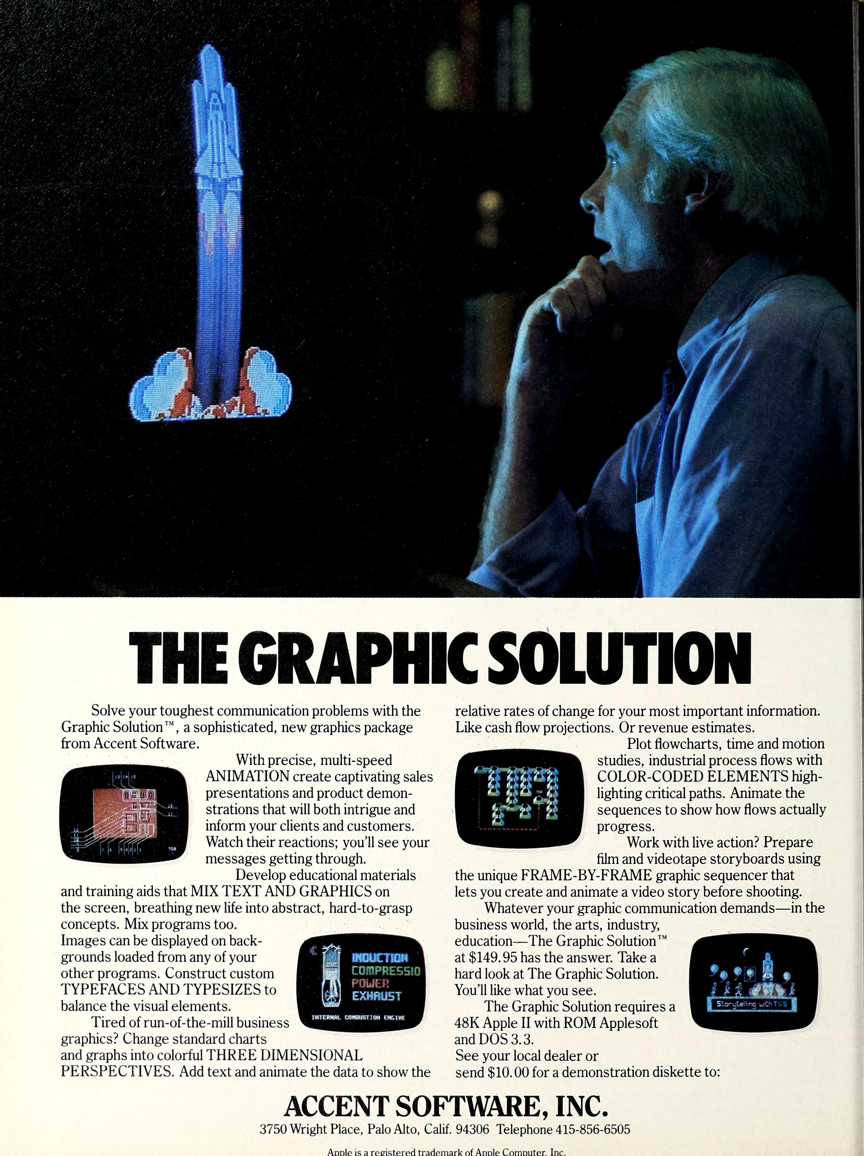 THE GRAPHIC SOLUTION
Solve your toughest communication problems with the
Graphic Solution™, a sophisticated, new graphics package
from Accent Software.
With precise, multi-speed
ANIMATION create captivating sales
presentations and product demon-
strations that will both intrigue and
inform your clients and customers.
Watch their reactions; you'll see your
messages getting through.
Develop educational materials
and training aids that MIX TEXT AND GRAPHICS on
the screen, breathing new life into abstract, hard-to-grasp
concepts. Mix programs too.
Images can be displayed on back-
grounds loaded from any of your
other programs. Construct custom
TYPEFACES AND TYPESIZES to
balance the visual elements.
INDUCTION
COMPRESSIO
POWER
EXHAUST
INTERNAL COMBUSTION ENGINE
Tired of run-of-the-mill business
graphics? Change standard charts
and graphs into colorful THREE DIMENSIONAL
PERSPECTIVES. Add text and animate the data to show the
relative rates of change for your most important information.
Like cash flow projections. Or revenue estimates.
Plot flowcharts, time and motion
studies, industrial process flows with
COLOR-CODED ELEMENTS high-
lighting critical paths. Animate the
sequences to show how flows actually
progress.
Work with live action? Prepare
film and videotape storyboards using
the unique FRAME-BY-FRAME graphic sequencer that
lets you create and animate a video story before shooting.
Whatever your graphic communication demands—in the
business world, the arts, industry,
education—The Graphic Solution™
at $149.95 has the answer. Take a
hard look at The Graphic Solution.
You'll like what you see.
Storytelling with TGS
The Graphic Solution requires a
48K Apple II with ROM Applesoft
and DOS 3.3.
See your local dealer or
send $10.00 for a demonstration diskette to:
ACCENT SOFTWARE, INC.
3750 Wright Place, Palo Alto, Calif. 94306 Telephone 415-856-6505
Apple is a registered trademark of Apple Computer, Inc.